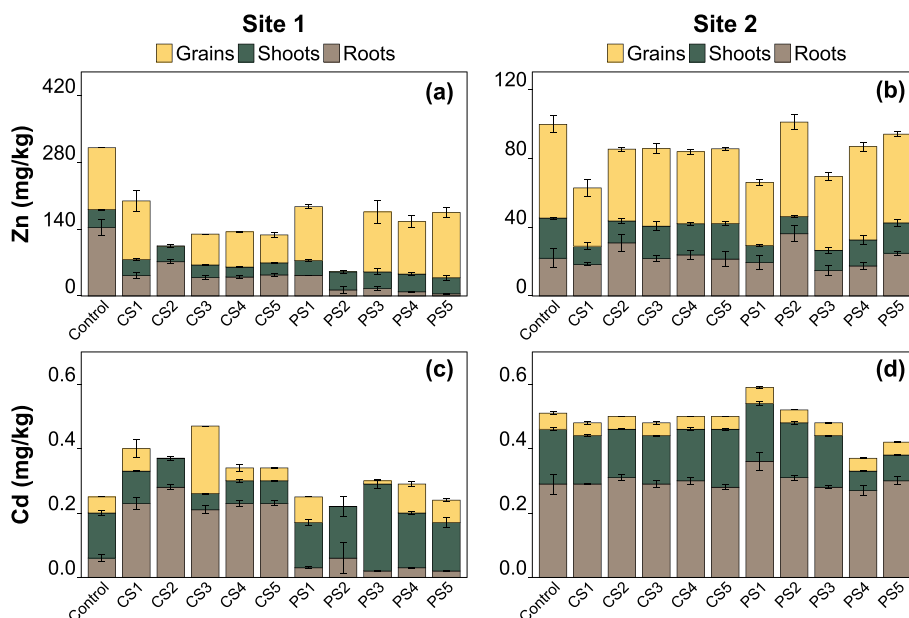 Site 1
Site 2
Grains Shoots Roots
Grains Shoots Roots
(a)
Zn (mg/kg)
420
280
140
0
Control CS1 CS2 CS3 CS4 CS5 PS1 PS2 PS3 PS4 PS5
(b)
120
80
40
0
Control CS1 CS2 CS3 CS4 CS5 PS1 PS2 PS3 PS4 PS5
(c)
Cd (mg/kg)
0.6
0.4
0.2
0.0
Control CS1 CS2 CS3 CS4 CS5 PS1 PS2 PS3 PS4 PS5
(d)
0.6
0.4
0.2
0.0
Control CS1 CS2 CS3 CS4 CS5 PS1 PS2 PS3 PS4 PS5